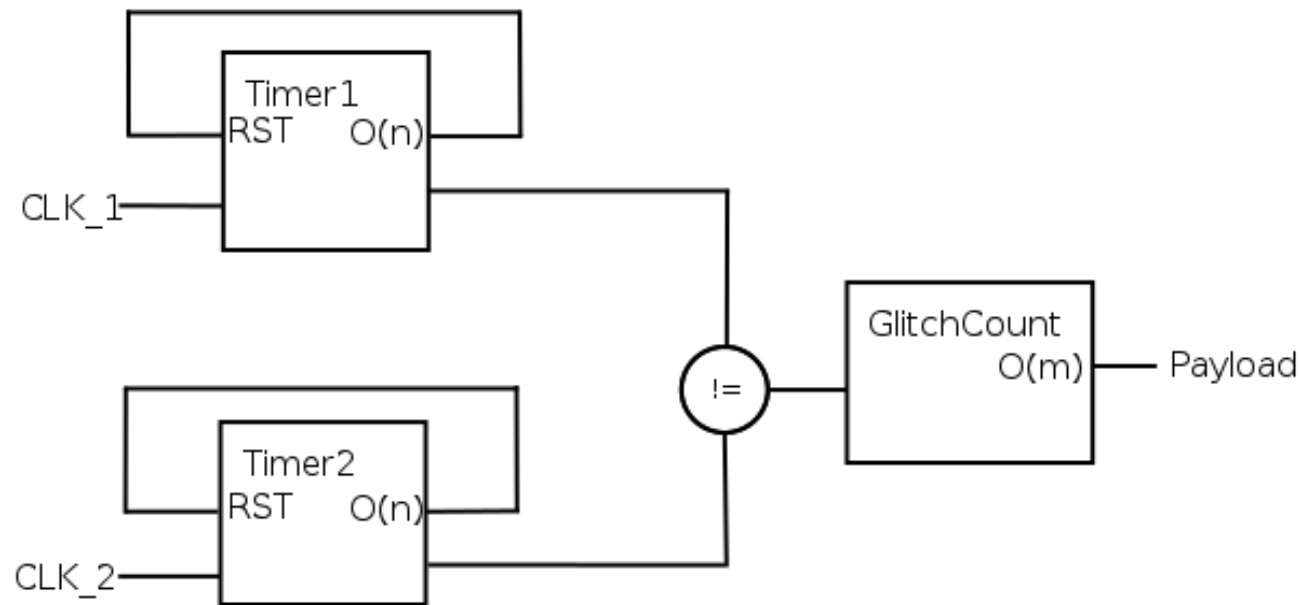 Timer1
RST O(n)
CLK_1
GlitchCount
O(m)
Payload
!=
Timer2
RST O(n)
CLK_2